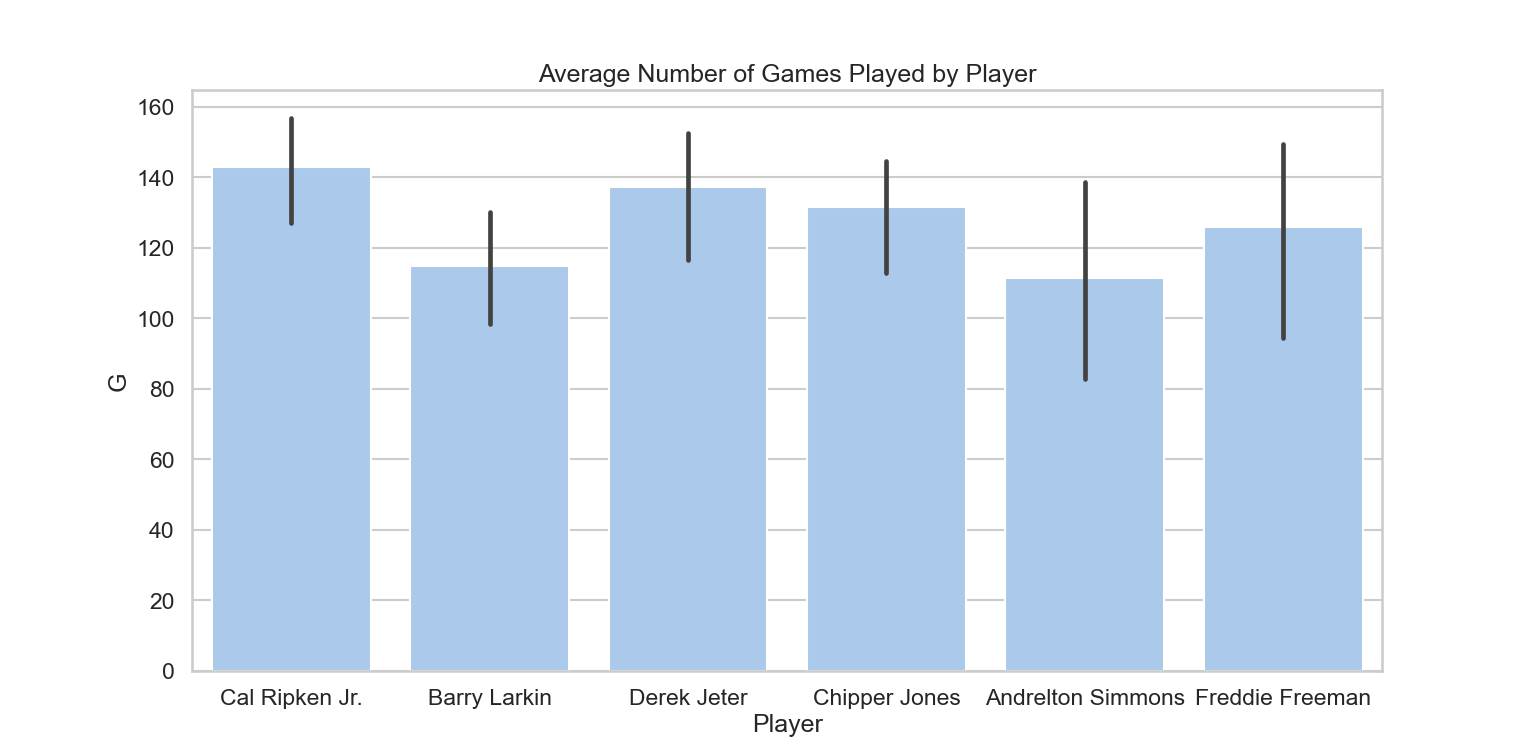 Average Number of Games Played by Player
160
140
120
100
80
60
40
20
0
G
Cal Ripken Jr.
Barry Larkin
Derek Jeter
Chipper Jones
Andrelton Simmons
Freddie Freeman
Player